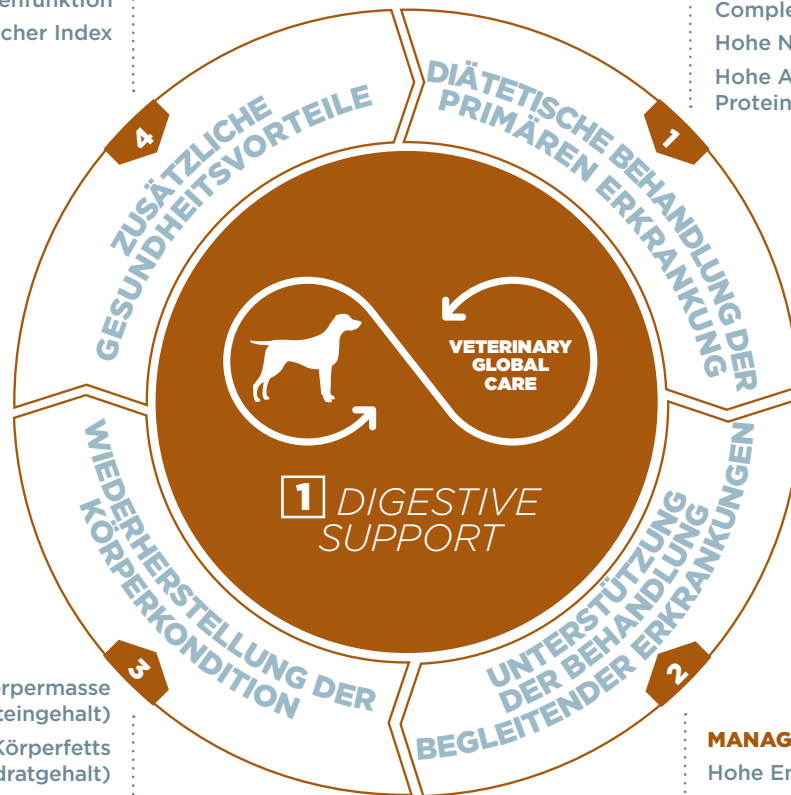 cher Index
Hohe N
Hohe A
Protein
4
ZUSÄTZLICHE
GESUNDHEITSVORTEILE
1
DIÄTETISCHE BEHANDLUNG DER
PRIMÄREN ERKRANKUNG
VETERINARY
GLOBAL
CARE
1 DIGESTIVE
SUPPORT
3
WIEDERHERSTELLUNG DER
KÖRPERKONDITION
2
UNTERSTÜTZUNG
DER BEHANDLUNG
BEGLEITENDER ERKRANKUNGEN
rpermasse
teingehalt)
Körperfetts
dratgehalt)
MANAG
Hohe En